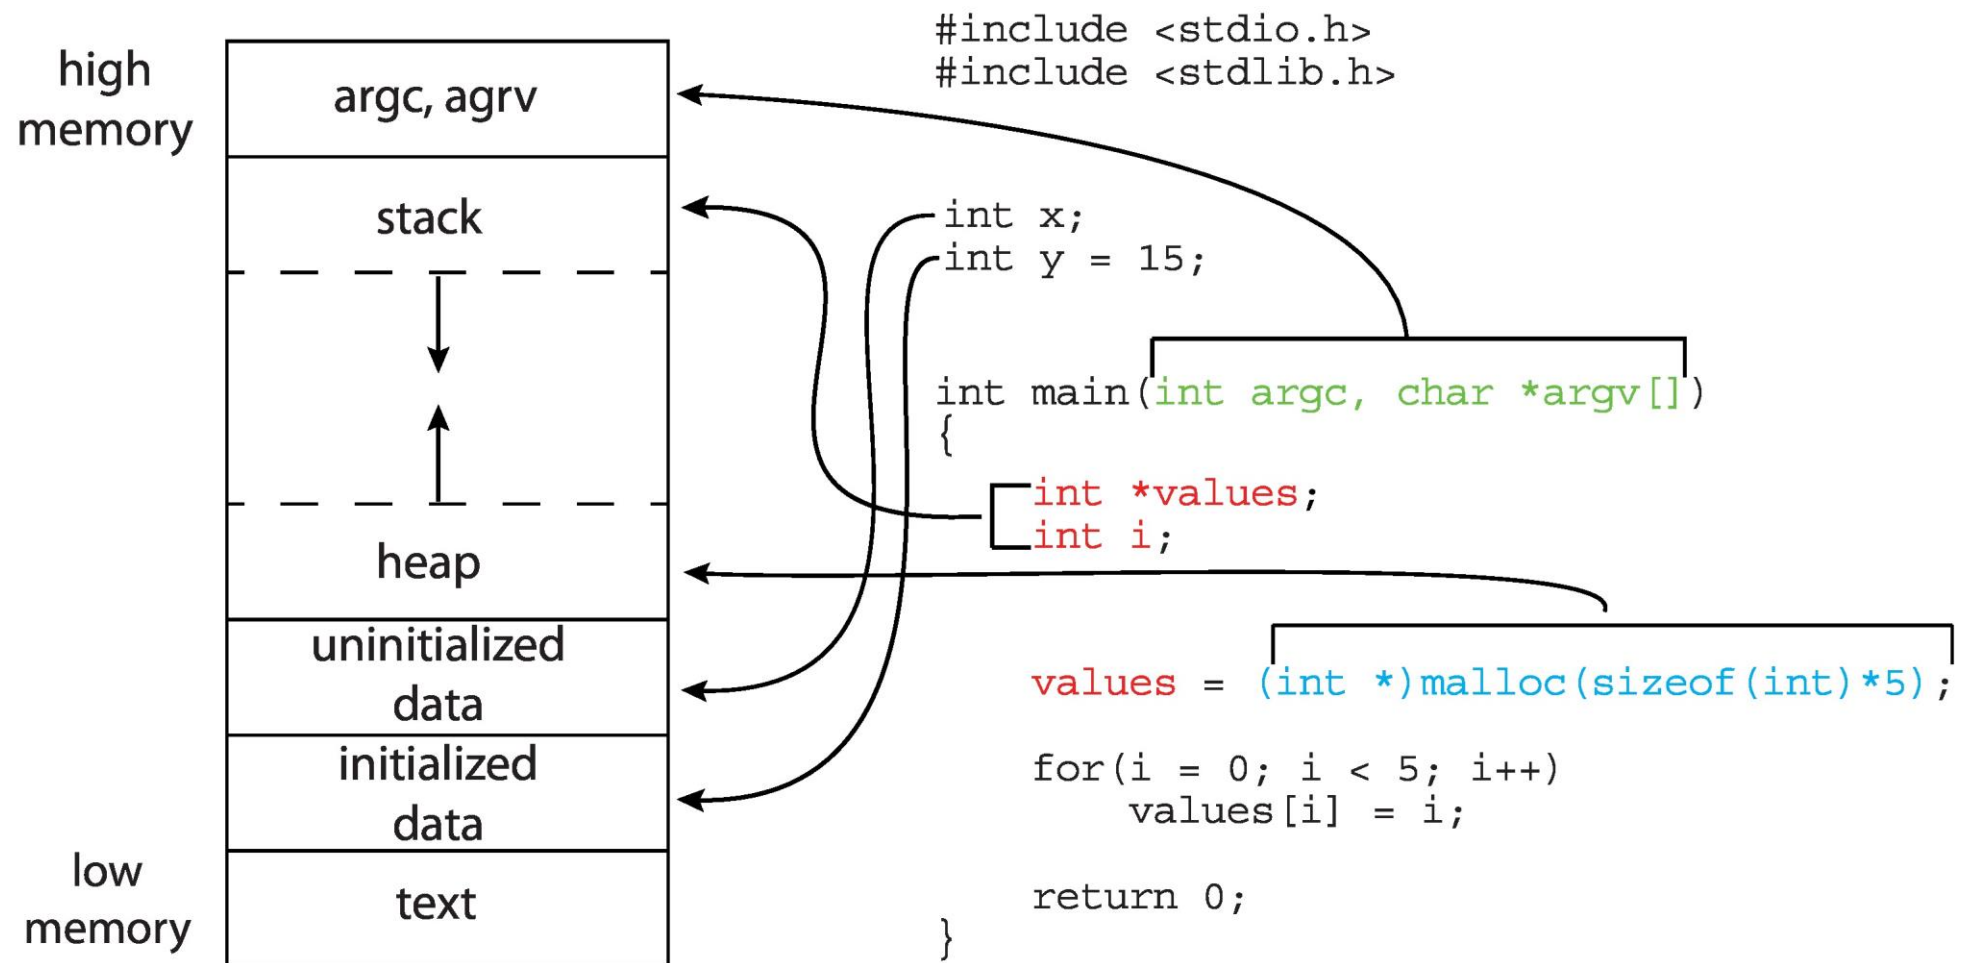 high
memory
argc, agrv
stack
heap
uninitialized
data
initialized
data
low
memory
text
#include <stdio.h>
#include <stdlib.h>
int x;
int y = 15;
int main(int argc, char *argv[])
{
int *values;
int i;
values = (int *)malloc(sizeof(int)*5);
for(i = 0; i < 5; i++)
values[i] = i;
return 0;
}